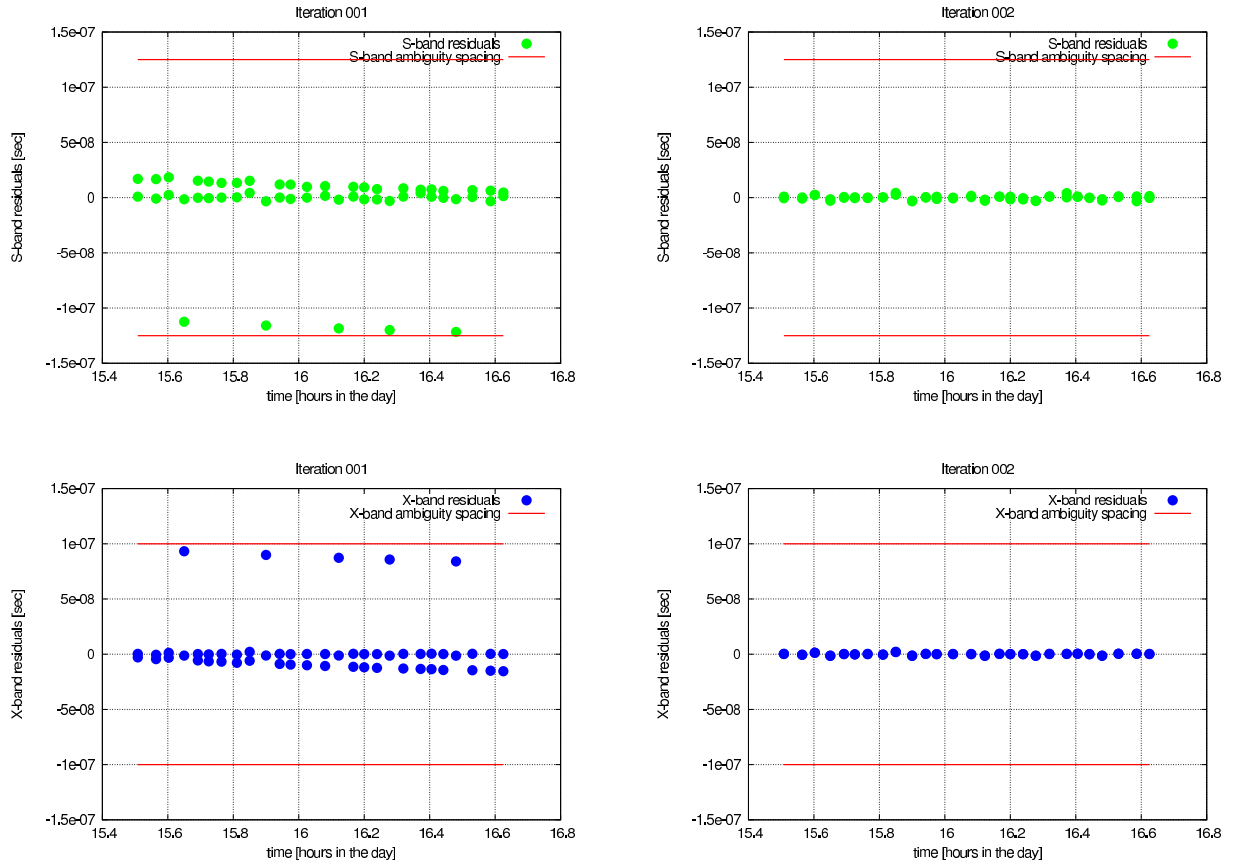 Iteration 001
1.5e-07
1e-07
5e-08
0
-5e-08
-1e-07
-1.5e-07
S-band residuals [sec]
S-band residuals
S-band ambiguity spacing
15.4 15.6 15.8 16 16.2 16.4 16.6 16.8
time [hours in the day]
Iteration 002
1.5e-07
1e-07
5e-08
0
-5e-08
-1e-07
-1.5e-07
S-band residuals [sec]
S-band residuals
S-band ambiguity spacing
15.4 15.6 15.8 16 16.2 16.4 16.6 16.8
time [hours in the day]
Iteration 001
1.5e-07
1e-07
5e-08
0
-5e-08
-1e-07
-1.5e-07
X-band residuals [sec]
X-band residuals
X-band ambiguity spacing
15.4 15.6 15.8 16 16.2 16.4 16.6 16.8
time [hours in the day]
Iteration 002
1.5e-07
1e-07
5e-08
0
-5e-08
-1e-07
-1.5e-07
X-band residuals [sec]
X-band residuals
X-band ambiguity spacing
15.4 15.6 15.8 16 16.2 16.4 16.6 16.8
time [hours in the day]